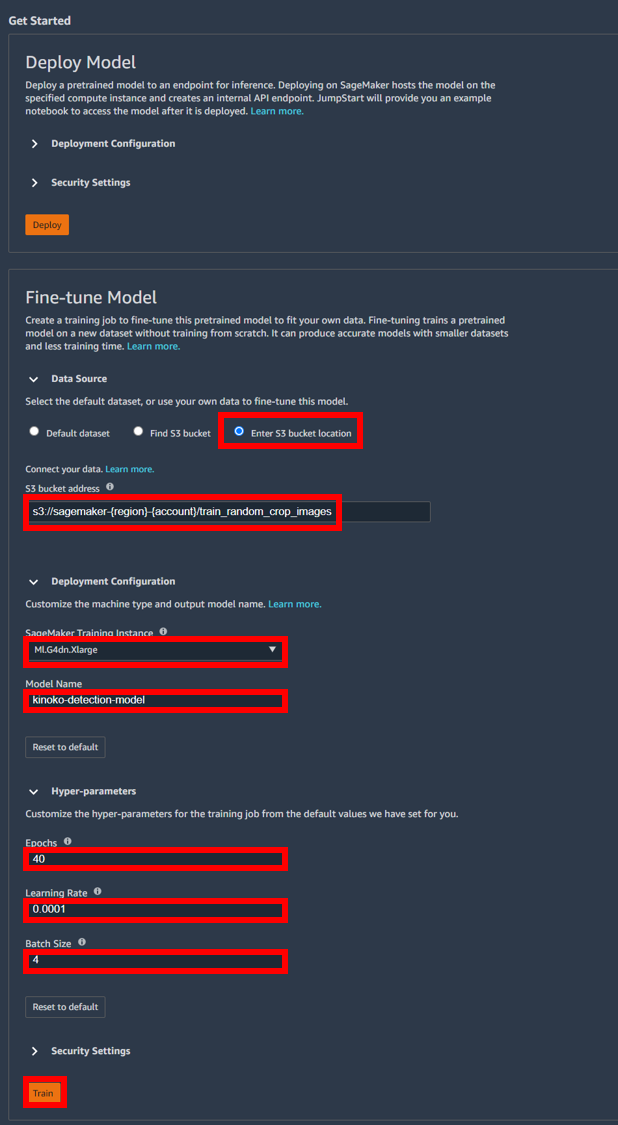 Get Started
Deploy Model
Deploy a pretrained model to an endpoint for inference. Deploying on SageMaker hosts the model on the
specified compute instance and creates an internal API endpoint. JumpStart will provide you an example
notebook to access the model after it is deployed. Learn more.
Deployment Configuration
Security Settings
Deploy
Fine-tune Model
Create a training job to fine-tune this pretrained model to fit your own data. Fine-tuning trains a pretrained
model on a new dataset without training from scratch. It can produce accurate models with smaller datasets
and less training time. Learn more.
Data Source
Select the default dataset, or use your own data to fine-tune this model.
Default dataset Find S3 bucket Enter S3 bucket location
Connect your data. Learn more.
S3 bucket address
s3://sagemaker-{region}-{account}/train_random_crop_images
Deployment Configuration
Customize the machine type and output model name. Learn more.
SageMaker Training Instance
Ml.G4dn.Xlarge
Model Name
kinoko-detection-model
Reset to default
Hyper-parameters
Customize the hyper-parameters for the training job from the default values we have set for you.
Epochs
40
Learning Rate
0.0001
Batch Size
4
Reset to default
Security Settings
Train